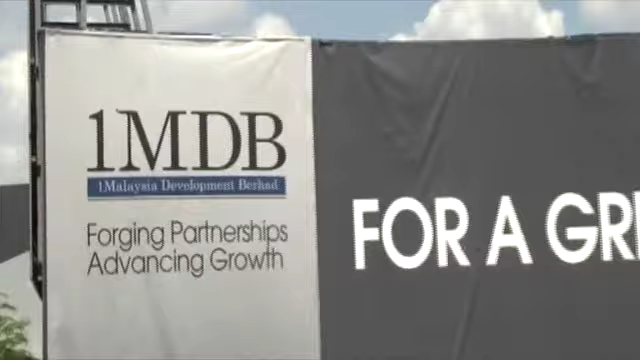 1MDB
1Malaysia Development Berhad
Forging Partnerships
Advancing Growth
FOR A